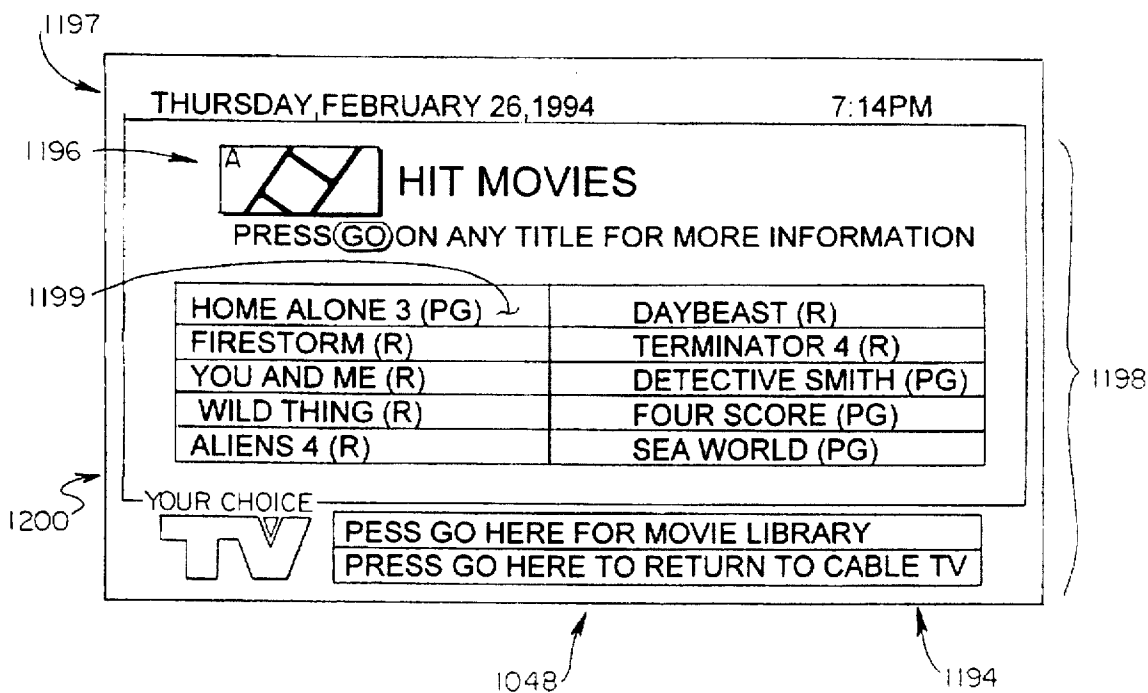 1197
THURSDAY, FEBRUARY 26, 1994 7:14PM
1196
A
HIT MOVIES
PRESS GO ON ANY TITLE FOR MORE INFORMATION
1199
HOME ALONE 3 (PG) DAYBEAST (R)
FIRESTORM (R) TERMINATOR 4 (R)
YOU AND ME (R) DETECTIVE SMITH (PG)
1198
WILD THING (R) FOUR SCORE (PG)
ALIENS 4 (R) SEA WORLD (PG)
1200
YOUR CHOICE
TV
PESS GO HERE FOR MOVIE LIBRARY
PRESS GO HERE TO RETURN TO CABLE TV
1048
1194